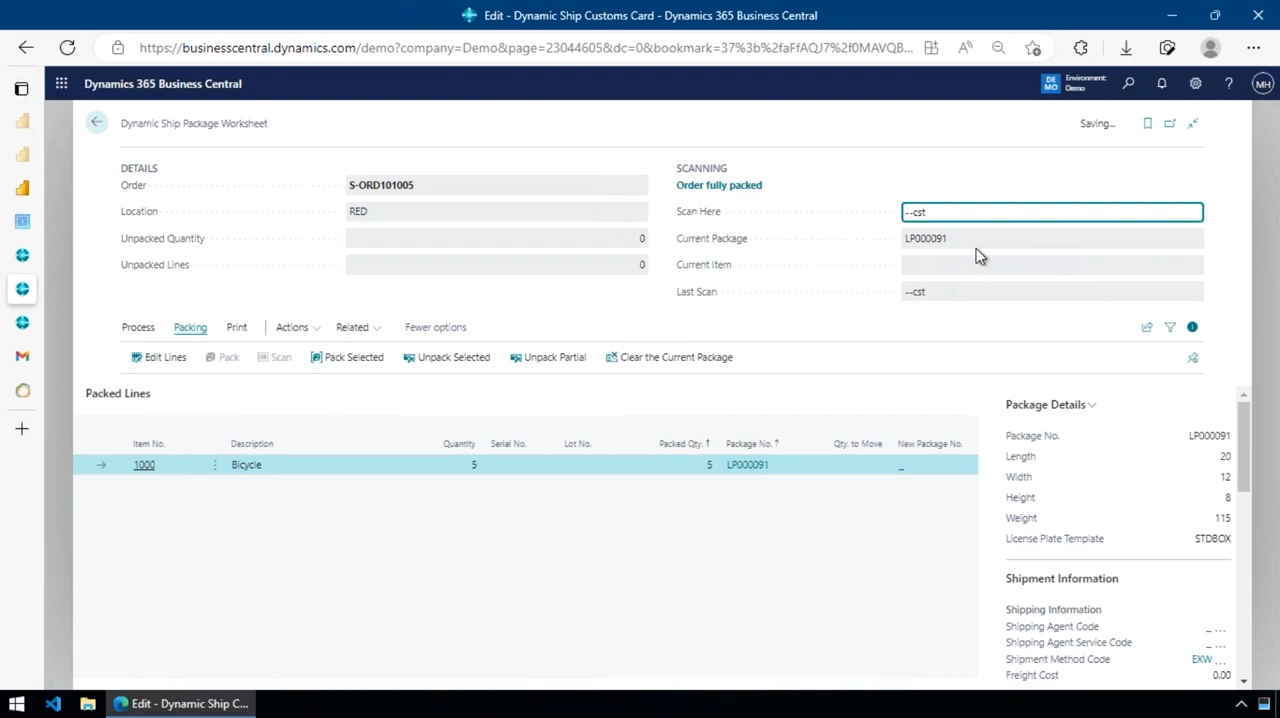 Edit - Dynamic Ship Customs Card - Dynamics 365 Business Central
https://businesscentral.dynamics.com/demo?company=Demo&page=23044605&dc=0&bookmark=37%3b%2faFfAQJ7%2f0MAVQB...
Dynamics 365 Business Central
DE MO
Environment: Demo
MH
Dynamic Ship Package Worksheet
Saving...
DETAILS
Order S-ORD101005
Location RED
Unpacked Quantity 0
Unpacked Lines 0
SCANNING
Order fully packed
Scan Here --cst
Current Package LP000091
Current Item
Last Scan --cst
Process Packing Print Actions Related Fewer options
Edit Lines Pack Scan Pack Selected Unpack Selected Unpack Partial Clear the Current Package
Packed Lines
Item No. Description Quantity Serial No. Lot No. Packed Qty. ↑ Package No. ↑ Qty. to Move New Package No.
→ 1000 Bicycle 5 5 LP000091 _
Package Details
Package No. LP000091
Length 20
Width 12
Height 8
Weight 115
License Plate Template STDBOX
Shipment Information
Shipping Information
Shipping Agent Code _ ...
Shipping Agent Service Code _ ...
Shipment Method Code EXW ...
Freight Cost 0.00
Edit - Dynamic Ship C...